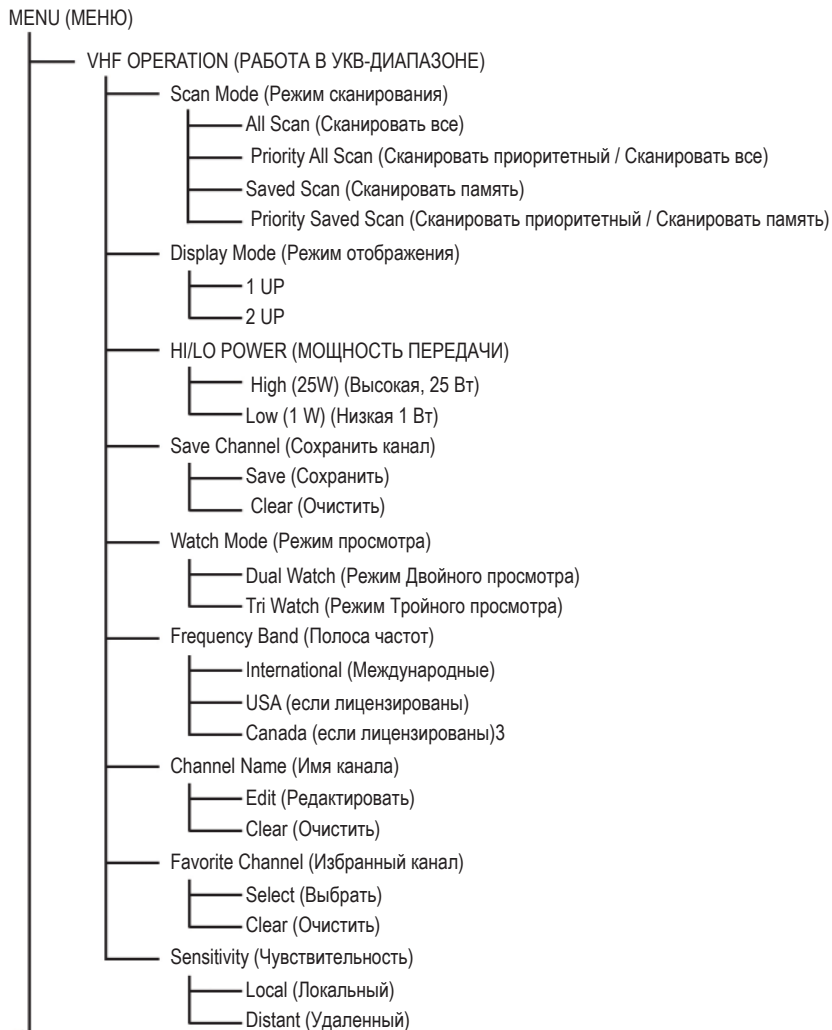 MENU (МЕНЮ)
VHF OPERATION (РАБОТА В УКВ-ДИАПАЗОНЕ)
Scan Mode (Режим сканирования)
All Scan (Сканировать все)
Priority All Scan (Сканировать приоритетный / Сканировать все)
Saved Scan (Сканировать память)
Priority Saved Scan (Сканировать приоритетный / Сканировать память)
Display Mode (Режим отображения)
1 UP
2 UP
HI/LO POWER (МОЩНОСТЬ ПЕРЕДАЧИ)
High (25W) (Высокая, 25 Вт)
Low (1 W) (Низкая 1 Вт)
Save Channel (Сохранить канал)
Save (Сохранить)
Clear (Очистить)
Watch Mode (Режим просмотра)
Dual Watch (Режим Двойного просмотра)
Tri Watch (Режим Тройного просмотра)
Frequency Band (Полоса частот)
International (Международные)
USA (если лицензированы)
Canada (если лицензированы)3
Channel Name (Имя канала)
Edit (Редактировать)
Clear (Очистить)
Favorite Channel (Избранный канал)
Select (Выбрать)
Clear (Очистить)
Sensitivity (Чувствительность)
Local (Локальный)
Distant (Удаленный)